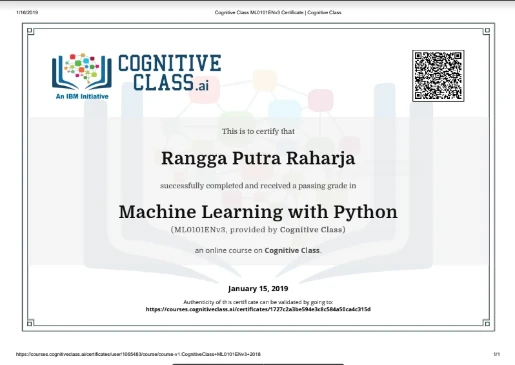 1/16/2019
Cognitive Class ML0101ENv3 Certificate | Cognitive Class
COGNITIVE
CLASS.ai
An IBM Initiative
This is to certify that
Rangga Putra Raharja
successfully completed and received a passing grade in
Machine Learning with Python
(ML0101ENv3, provided by Cognitive Class)
an online course on Cognitive Class.
January 15, 2019
Authenticity of this certificate can be validated by going to:
https://courses.cognitiveclass.ai/certificates/1727c2a3be594e3c8c584a50ca4c315d
https://courses.cognitiveclass.ai/certificates/user/1065483/course/course-v1:CognitiveClass+ML0101ENv3+2018
1/1